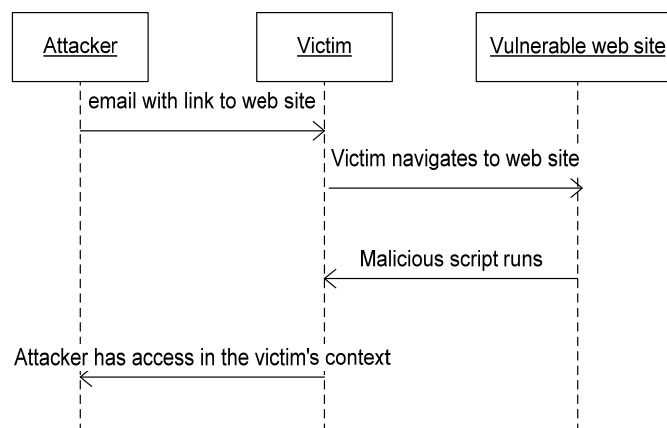 Attacker
Victim
Vulnerable web site
email with link to web site
Victim navigates to web site
Malicious script runs
Attacker has access in the victim's context